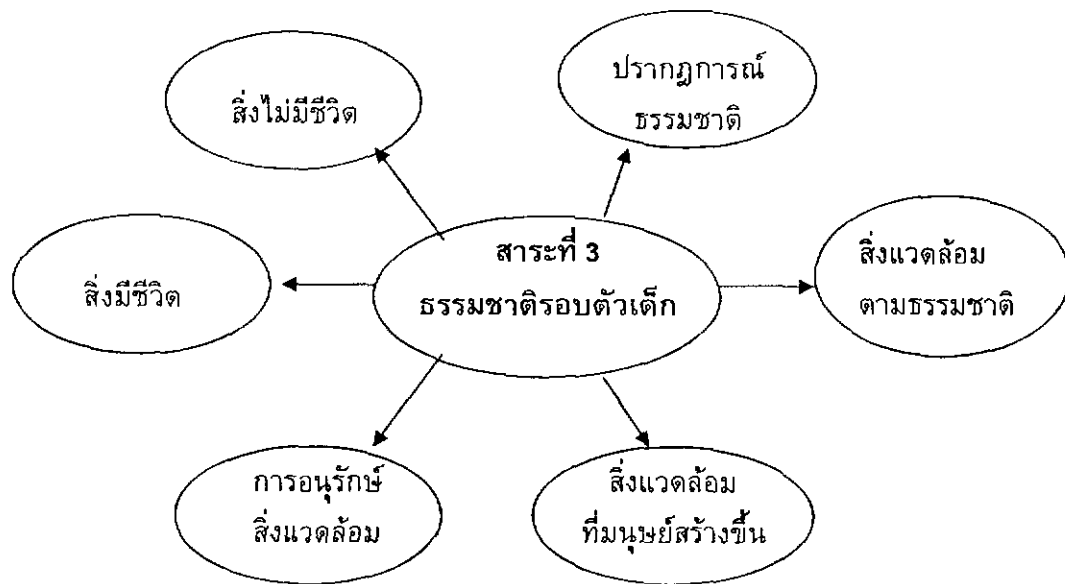 ปรากฏการณ์
ธรรมชาติ
สิ่งไม่มีชีวิต
สาระที่ 3
ธรรมชาติรอบตัวเด็ก
สิ่งแวดล้อม
ตามธรรมชาติ
สิ่งมีชีวิต
การอนุรักษ์
สิ่งแวดล้อม
สิ่งแวดล้อม
ที่มนุษย์สร้างขึ้น